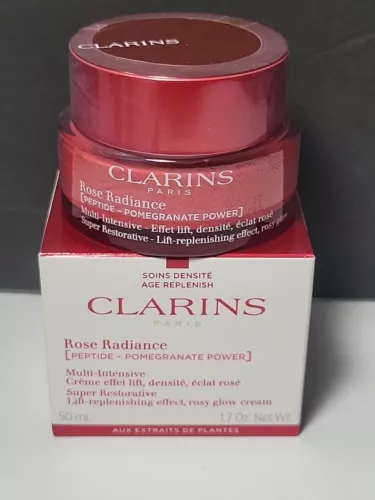 CLARINS
CLARINS
PARIS
Rose Radiance
[PEPTIDE – POMEGRANATE POWER]
Multi-Intensive - Effet lift, densité, éclat rosé
Super Restorative - Lift-replenishing effect, rosy glow
SOINS DENSITÉ
AGE REPLENISH
CLARINS
PARIS
Rose Radiance
[PEPTIDE – POMEGRANATE POWER]
Multi-Intensive
Crème effet lift, densité, éclat rosé
Super Restorative
Lift-replenishing effect, rosy glow cream
50 mL 1.7 Oz. Net Wt.
AUX EXTRAITS DE PLANTES